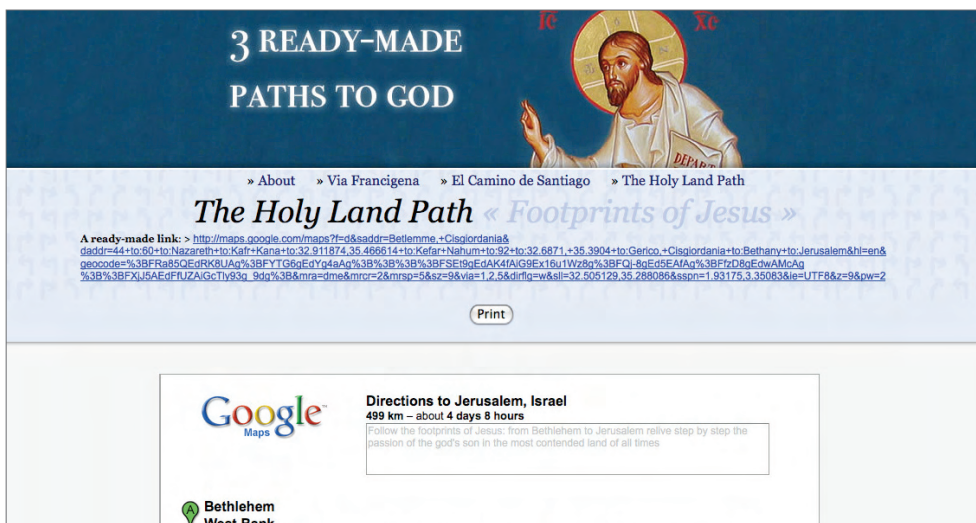 3 READY-MADE
PATHS TO GOD
IC XC
DEPART
» About » Via Francigena » El Camino de Santiago » The Holy Land Path
The Holy Land Path « Footprints of Jesus »
A ready-made link: > http://maps.google.com/maps?f=d&saddr=Betlemme,+Cisgiordania&
daddr=44+to:60+to:Nazareth+to:Kafr+Kana+to:32.911874,35.466614+to:Kefar+Nahum+to:92+to:32.6871,+35.3904+to:Gerico,+Cisgiordania+to:Bethany+to:Jerusalem&hl=en&
geocode=%3BFRa85QEdRK8UAg%3BFYTG6gEdYg4aAg%3B%3B%3B%3BFSEt9gEdAK4fAiG9Ex16u1Wz8g%3BFQj-8gEd5EAfAg%3BFfzD8gEdwAMcAg
%3B%3BFXjJ5AEdFfUZAiGcTly93g_9dg%3B&mra=dme&mrcr=2&mrsp=5&sz=9&via=1,2,5&dirflg=w&sll=32.505129,35.288086&sspn=1.93175,3.35083&ie=UTF8&z=9&pw=2
Print
Google
Maps
Directions to Jerusalem, Israel
499 km – about 4 days 8 hours
Follow the footprints of Jesus: from Bethlehem to Jerusalem relive step by step the
passion of the god's son in the most contended land of all times
A Bethlehem
West Bank